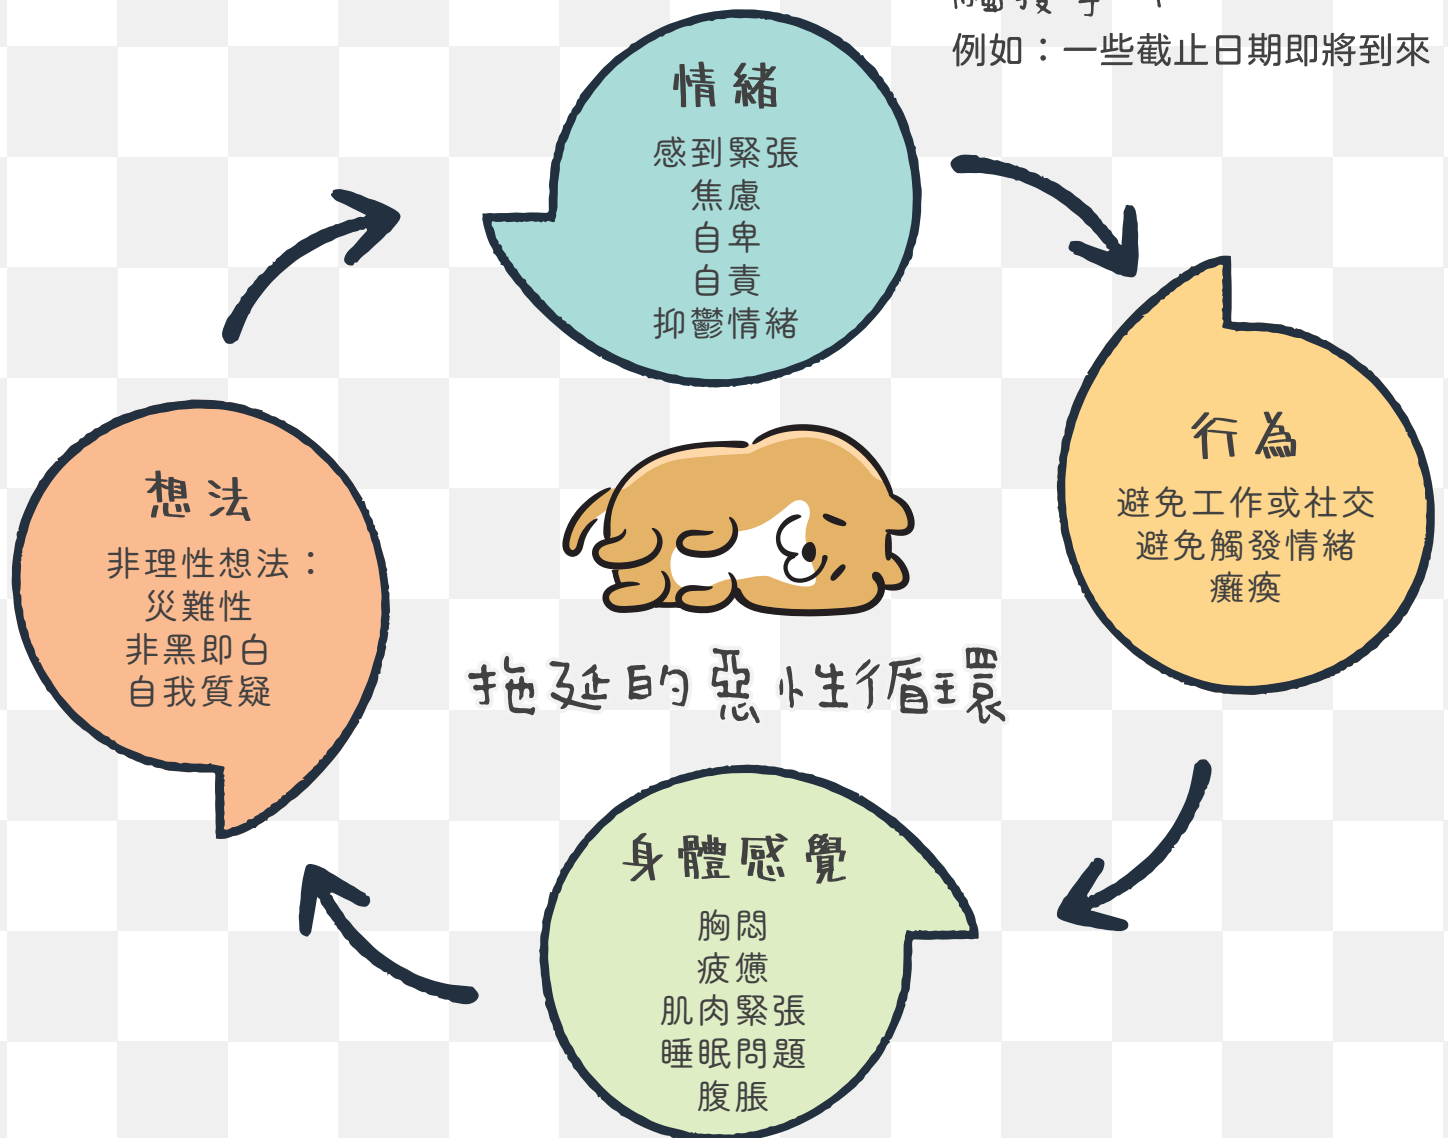 例如：一些截止日期即將到來
情緒
感到緊張
焦慮
自卑
自責
抑鬱情緒
行為
避免工作或社交
避免觸發情緒
癱瘓
身體感覺
胸悶
疲憊
肌肉緊張
睡眠問題
腹脹
想法
非理性想法：
災難性
非黑即白
自我質疑
拖延的惡性循環